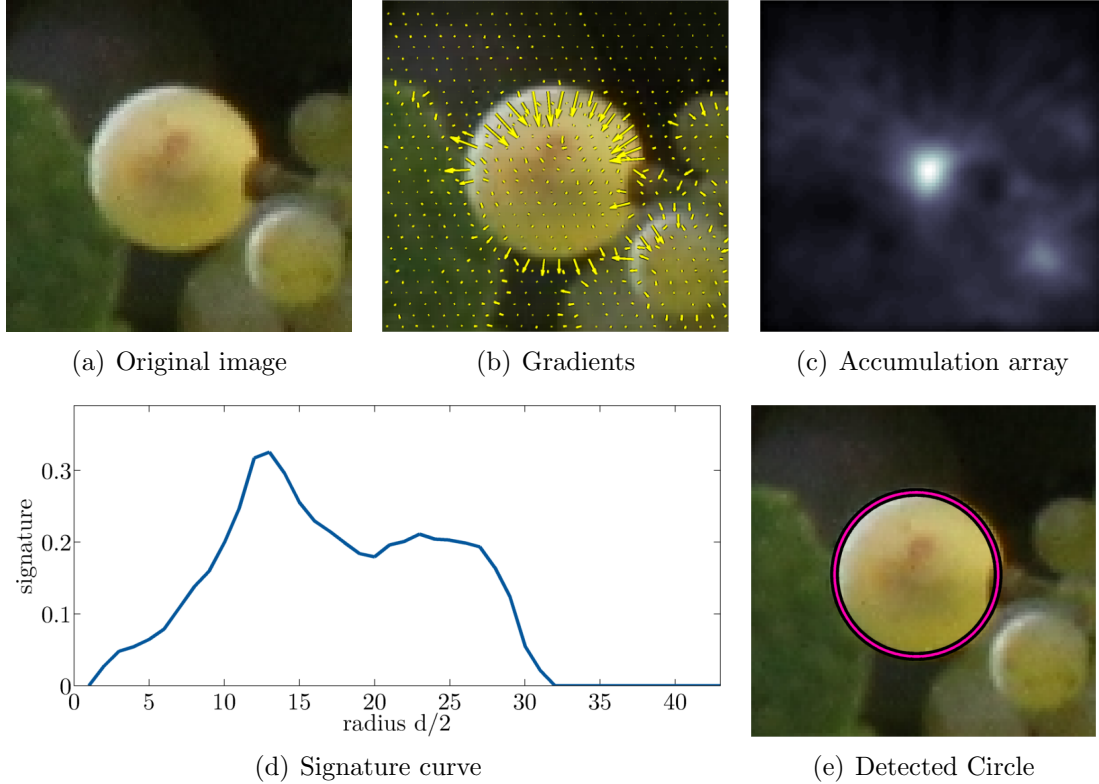 (a) Original image
(b) Gradients
(c) Accumulation array
signature
0.3
0.2
0.1
0
0 5 10 15 20 25 30 35 40
radius d/2
(d) Signature curve
(e) Detected Circle